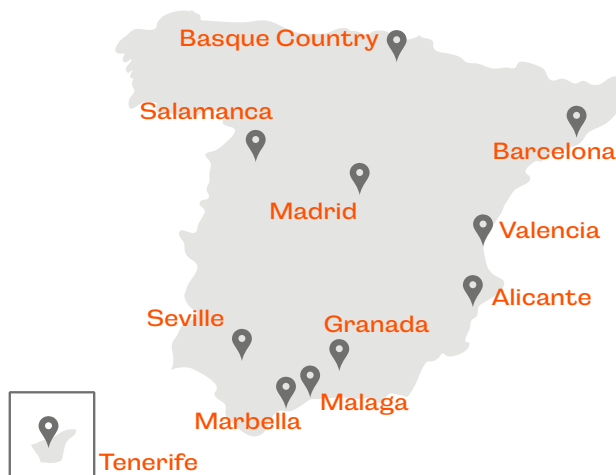 Basque Country
Salamanca
Barcelona
Madrid
Valencia
Alicante
Seville
Granada
Malaga
Marbella
Tenerife